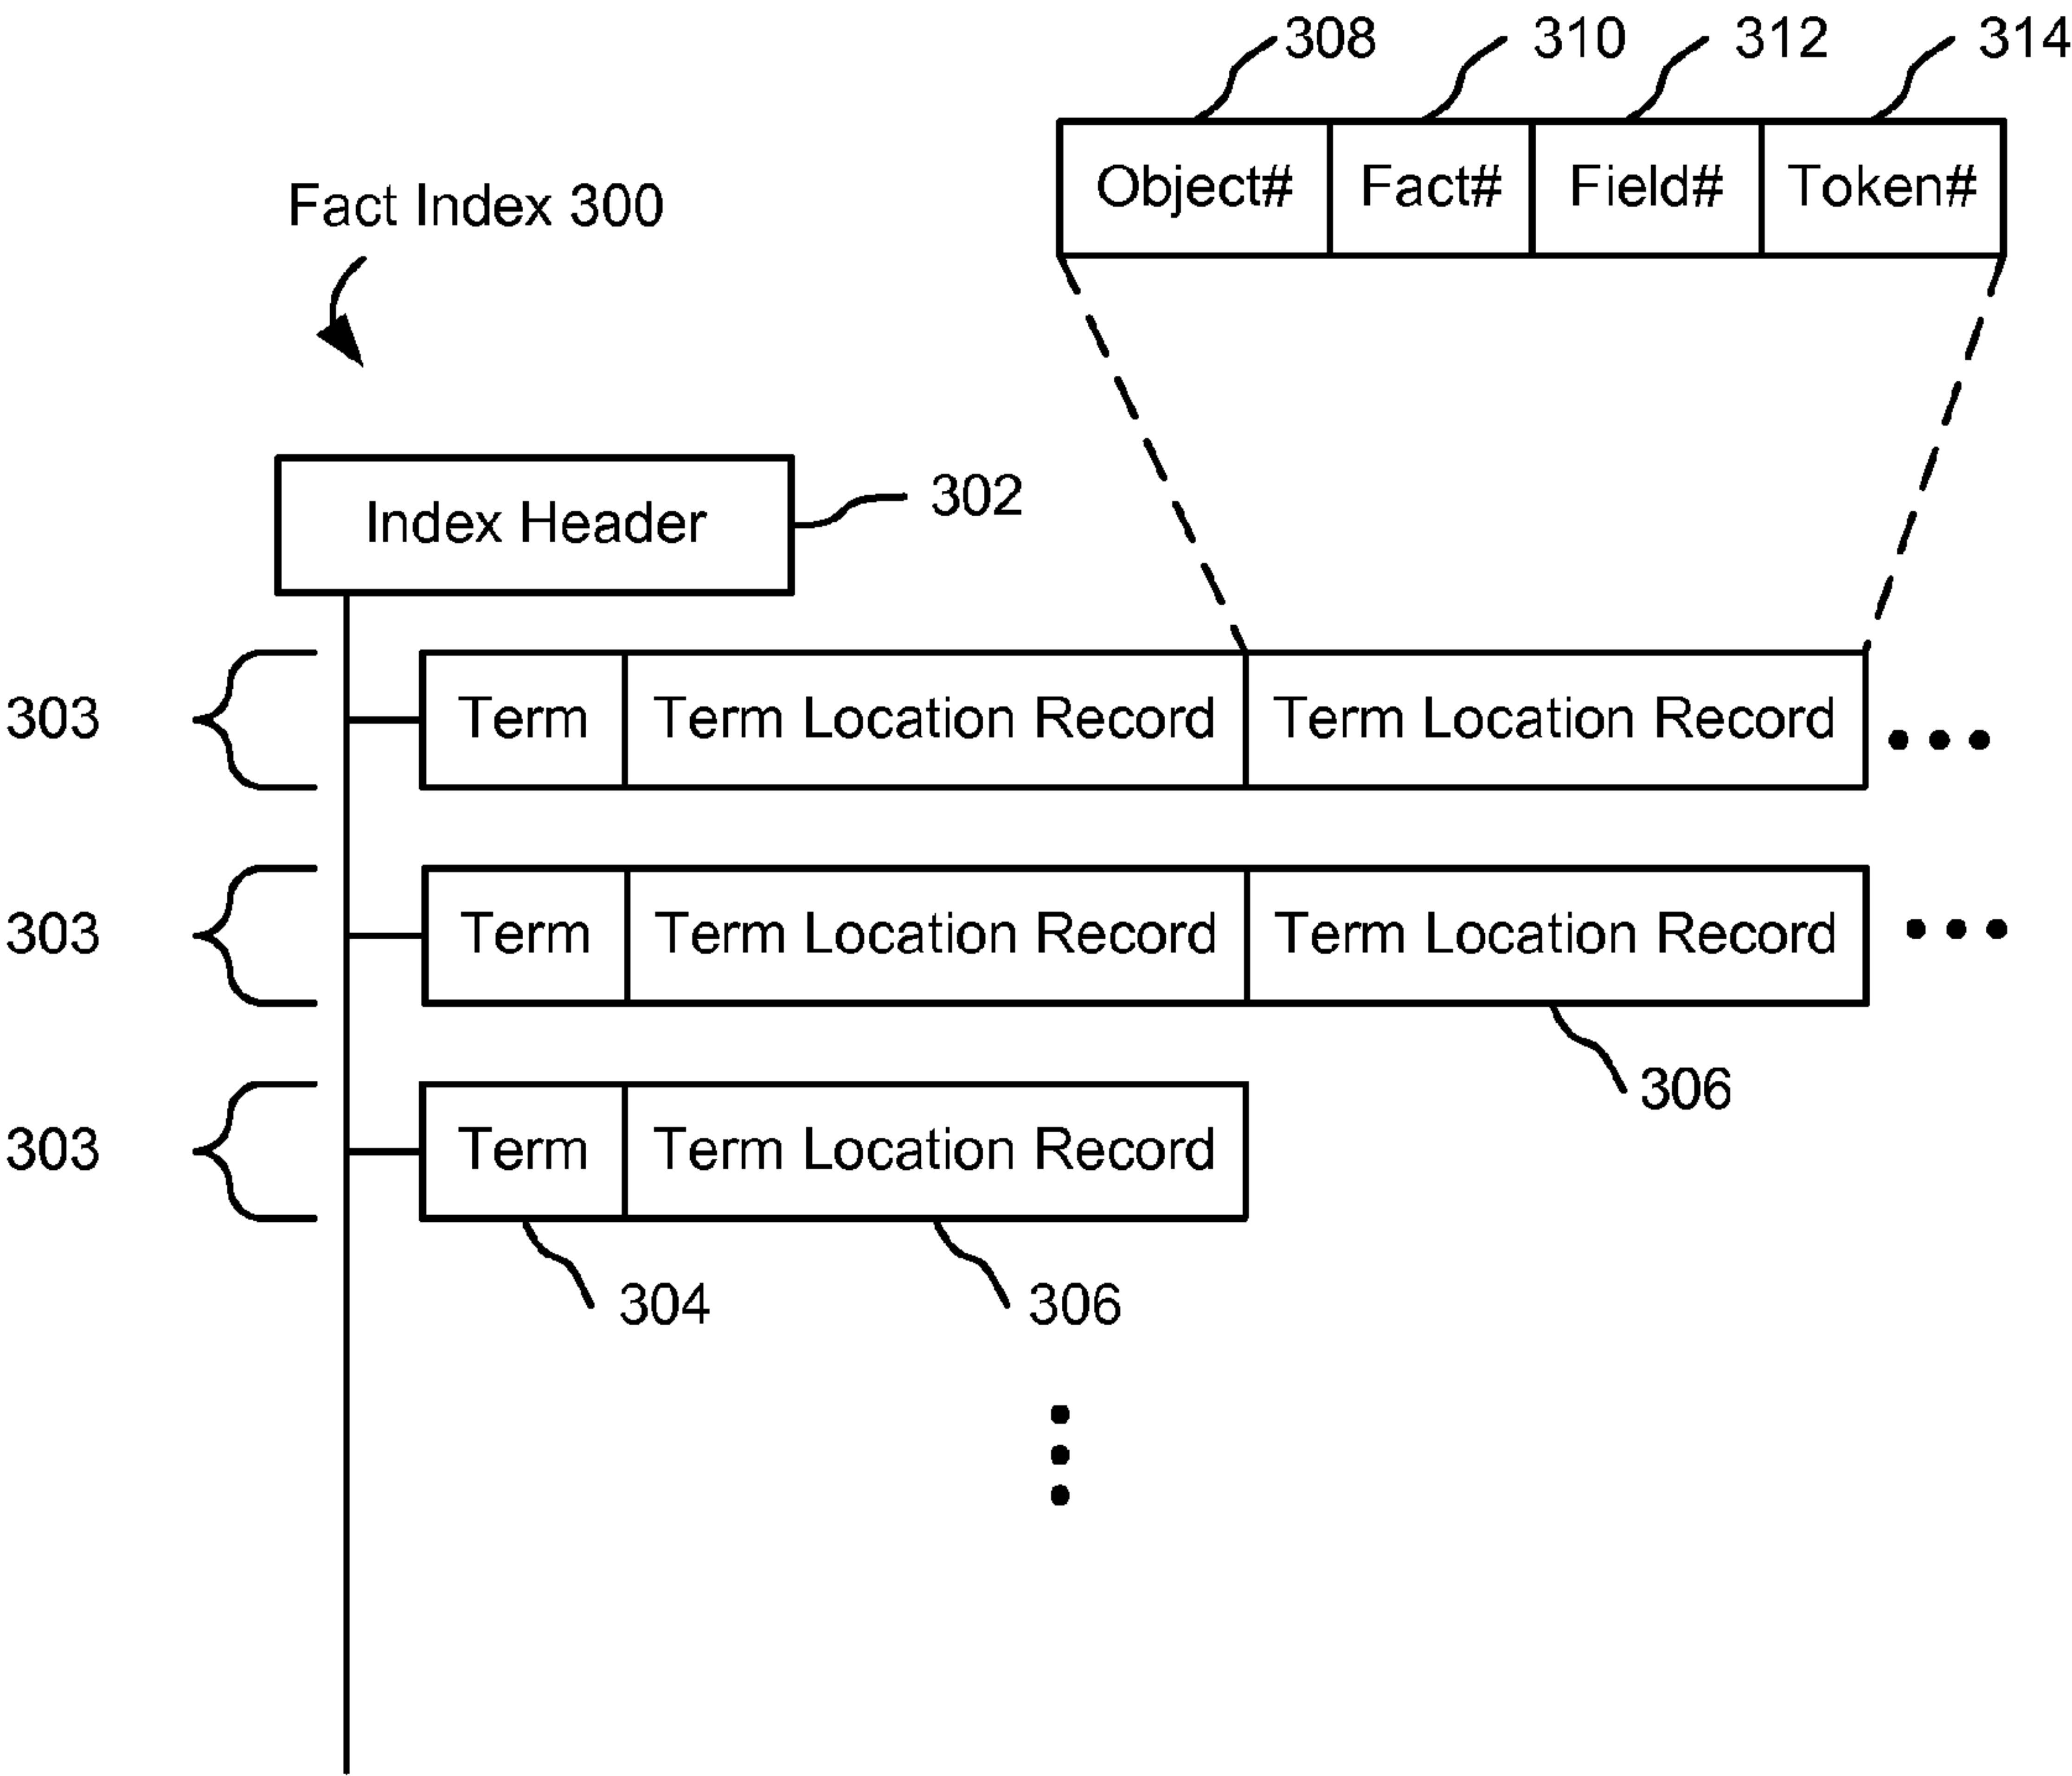 308 310 312 314
Object# Fact# Field# Token#
Fact Index 300
Index Header 302
303 Term Term Location Record Term Location Record
303 Term Term Location Record Term Location Record
306
303 Term Term Location Record
304 306